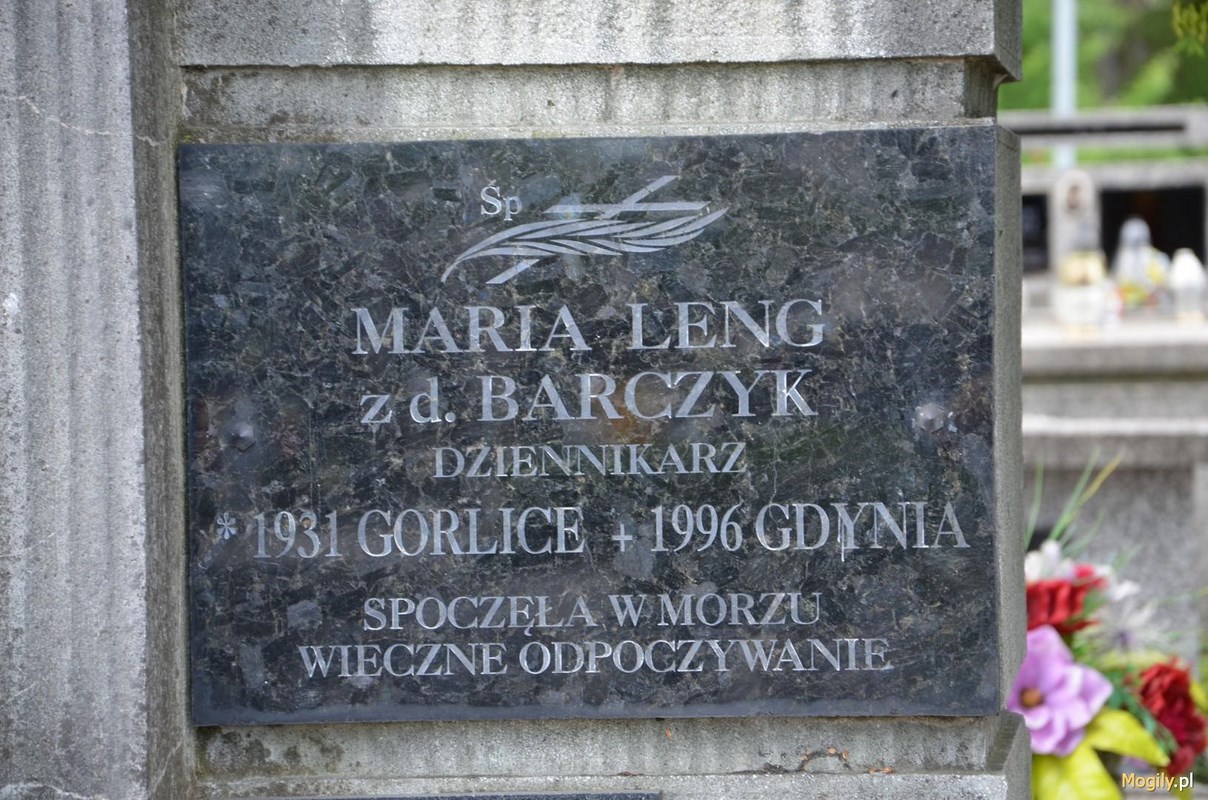 Śp
MARIA LENG
z d. BARCZYK
DZIENNIKARZ
* 1931 GORLICE + 1996 GDYNIA
SPOCZĘŁA W MORZU
WIECZNE ODPOCZYWANIE
Mogily.pl